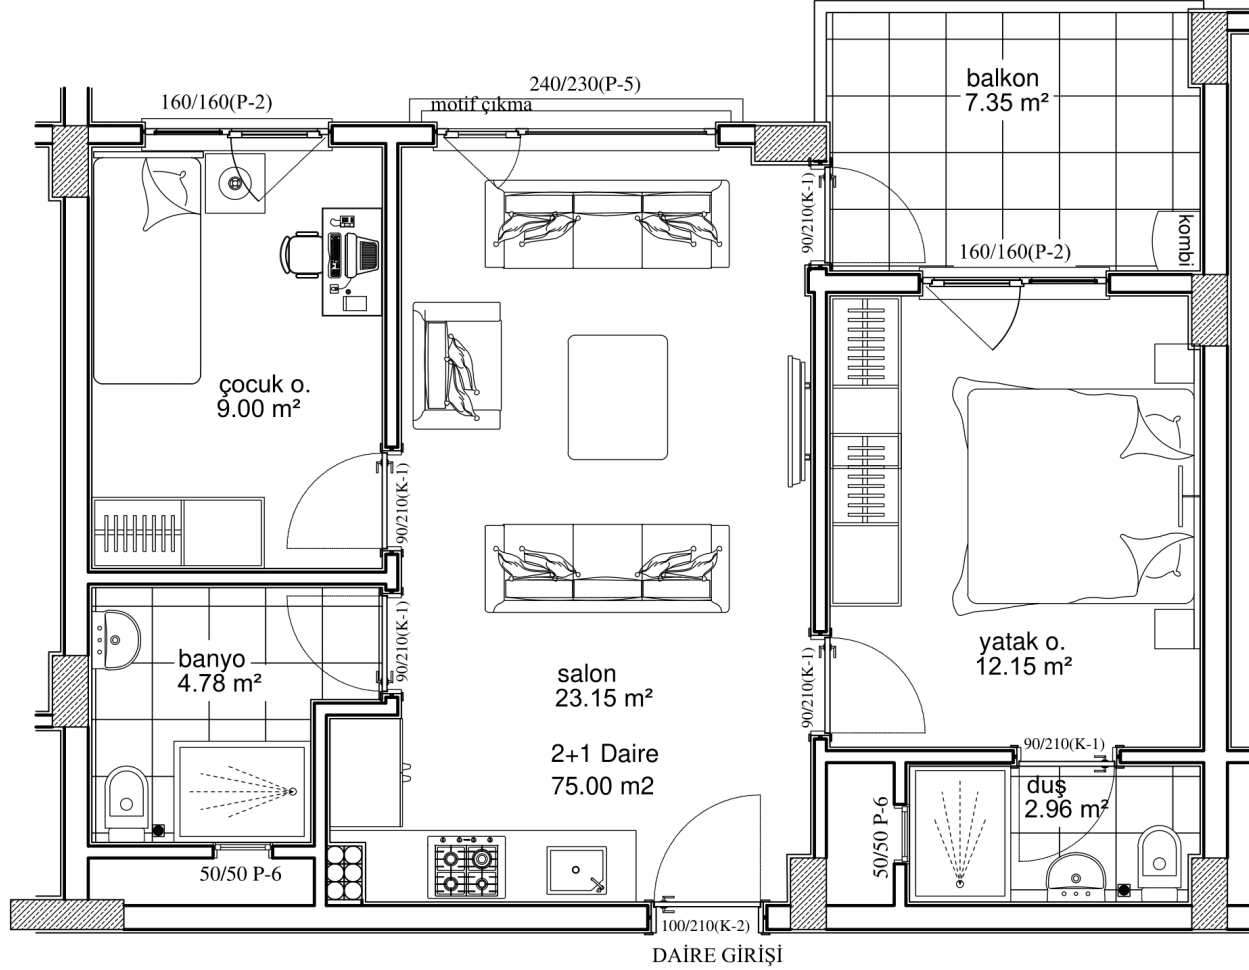 160/160(P-2)
240/230(P-5)
motif çıkma
balkon
7.35 m²
90/210(K-1)
kombi
160/160(P-2)
çocuk o.
9.00 m²
90/210(K-1)
90/210(K-1)
banyo
4.78 m²
salon
23.15 m²
2+1 Daire
75.00 m2
yatak o.
12.15 m²
90/210(K-1)
90/210(K-1)
duş
2.96 m²
50/50 P-6
50/50 P-6
100/210(K-2)
DAİRE GİRİŞİ